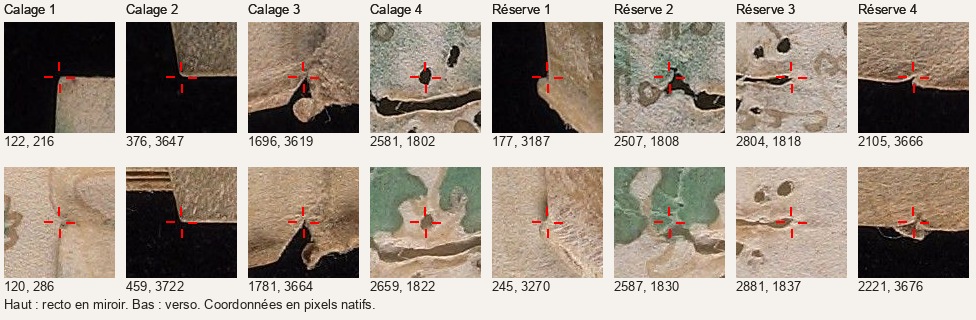 Calage 1 Calage 2 Calage 3 Calage 4 Réserve 1 Réserve 2 Réserve 3 Réserve 4
122, 216 376, 3647 1696, 3619 2581, 1802 177, 3187 2507, 1808 2804, 1818 2105, 3666
120, 286 459, 3722 1781, 3664 2659, 1822 245, 3270 2587, 1830 2881, 1837 2221, 3676
Haut : recto en miroir. Bas : verso. Coordonnées en pixels natifs.